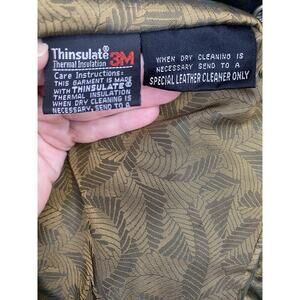 Thinsulate®
Thermal Insulation 3M
Care Instructions:
THIS GARMENT IS MADE
WITH THINSULATE®
THERMAL INSULATION
WHEN DRY CLEANING IS
NECESSARY, SEND TO A
WHEN DRY CLEANING IS
NECESSARY SEND TO A
SPECIAL LEATHER CLEANER ONLY